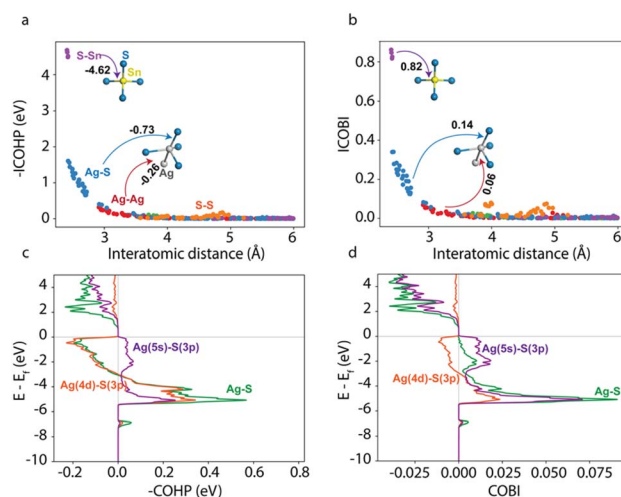 a
-ICOHP (eV)
4
3
2
1
0
S-Sn
-4.62
S
Sn
-0.73
-0.26
Ag
Ag-S
Ag-Ag
S-S
3
4
5
6
Interatomic distance (Å)
b
ICOBI
0.8
0.6
0.4
0.2
0.0
0.82
0.14
0.06
3
4
5
6
Interatomic distance (Å)
c
E - Ef (eV)
4
2
0
-2
-4
-6
-8
-10
Ag(5s)-S(3p)
Ag(4d)-S(3p)
Ag-S
-0.2
0.0
0.2
0.4
0.6
0.8
-COHP (eV)
d
E - Ef (eV)
4
2
0
-2
-4
-6
-8
-10
Ag(5s)-S(3p)
Ag(4d)-S(3p)
Ag-S
-0.025
0.000
0.025
0.050
0.075
COBI